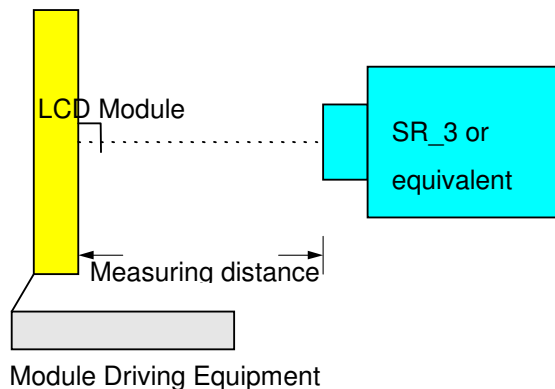 LCD Module
SR_3 or
equivalent
Measuring distance
Module Driving Equipment